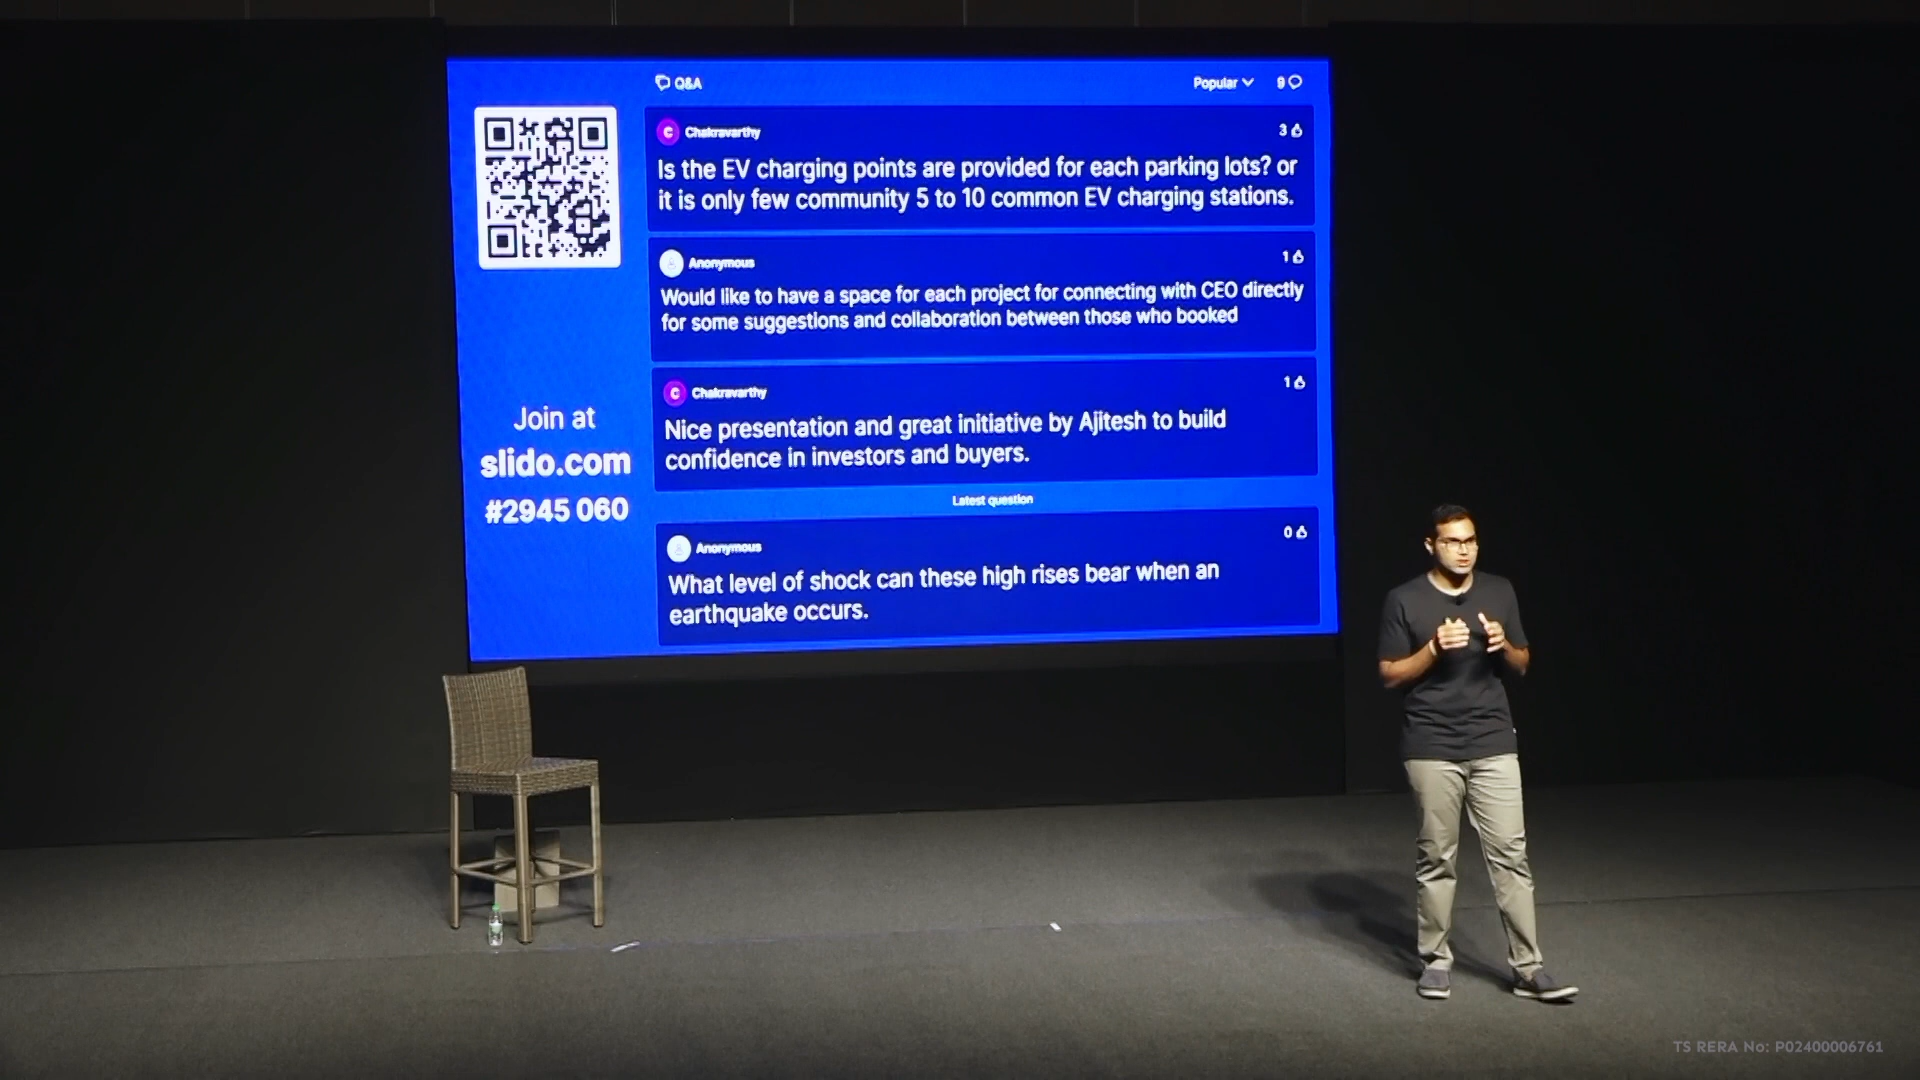 Q&A
Popular
9
C Chakravarthy
3
Is the EV charging points are provided for each parking lots? or
it is only few community 5 to 10 common EV charging stations.
Anonymous
1
Would like to have a space for each project for connecting with CEO directly
for some suggestions and collaboration between those who booked
C Chakravarthy
1
Nice presentation and great initiative by Ajitesh to build
confidence in investors and buyers.
Latest question
Anonymous
0
What level of shock can these high rises bear when an
earthquake occurs.
Join at
slido.com
#2945 060
TS RERA No: P02400006761